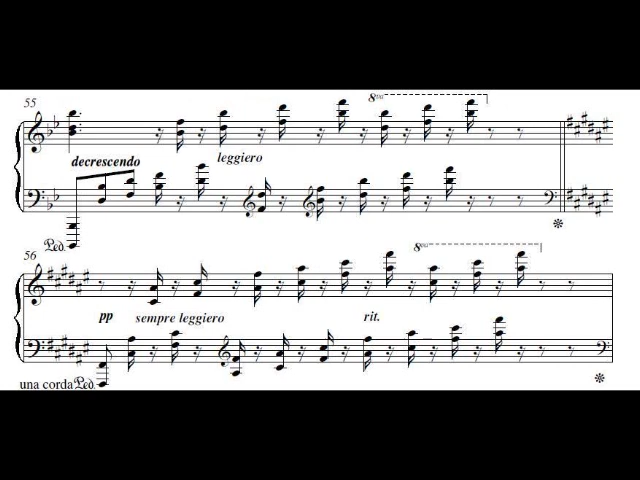 55
8va
decrescendo
leggiero
Ped.
56
8va
pp
sempre leggiero
rit.
una corda Ped.